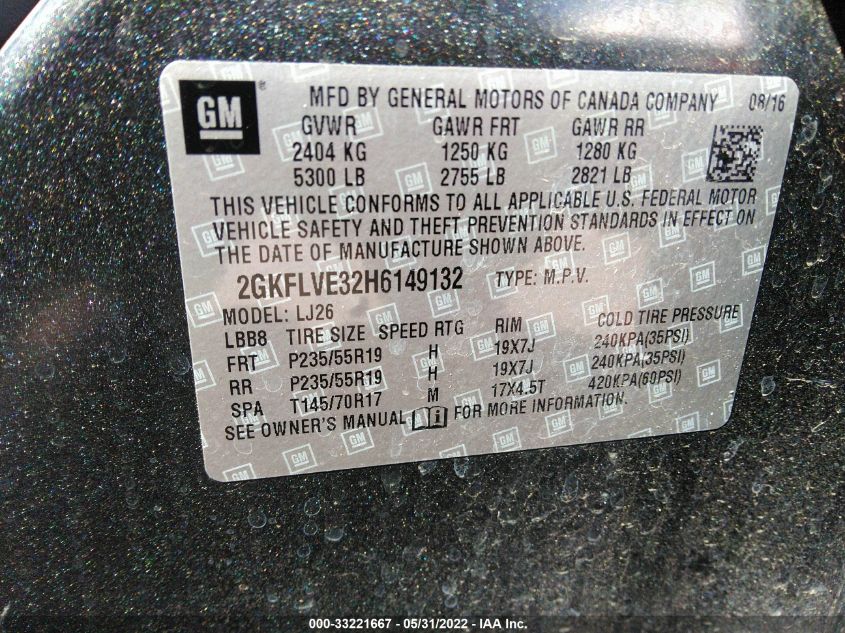 GM ® MFD BY GENERAL MOTORS OF CANADA COMPANY 08/16
GVWR GAWR FRT GAWR RR
2404 KG 1250 KG 1280 KG
5300 LB 2755 LB 2821 LB
THIS VEHICLE CONFORMS TO ALL APPLICABLE U.S. FEDERAL MOTOR
VEHICLE SAFETY AND THEFT PREVENTION STANDARDS IN EFFECT ON
THE DATE OF MANUFACTURE SHOWN ABOVE.
2GKFLVE32H6149132 TYPE: M.P.V.
MODEL: LJ26
LBB8 TIRE SIZE SPEED RTG RIM COLD TIRE PRESSURE
FRT P235/55R19 H 19X7J 240KPA(35PSI)
RR P235/55R19 H 19X7J 240KPA(35PSI)
SPA T145/70R17 M 17X4.5T 420KPA(60PSI)
SEE OWNER'S MANUAL FOR MORE INFORMATION.
000-33221667 - 05/31/2022 - © IAA Inc.